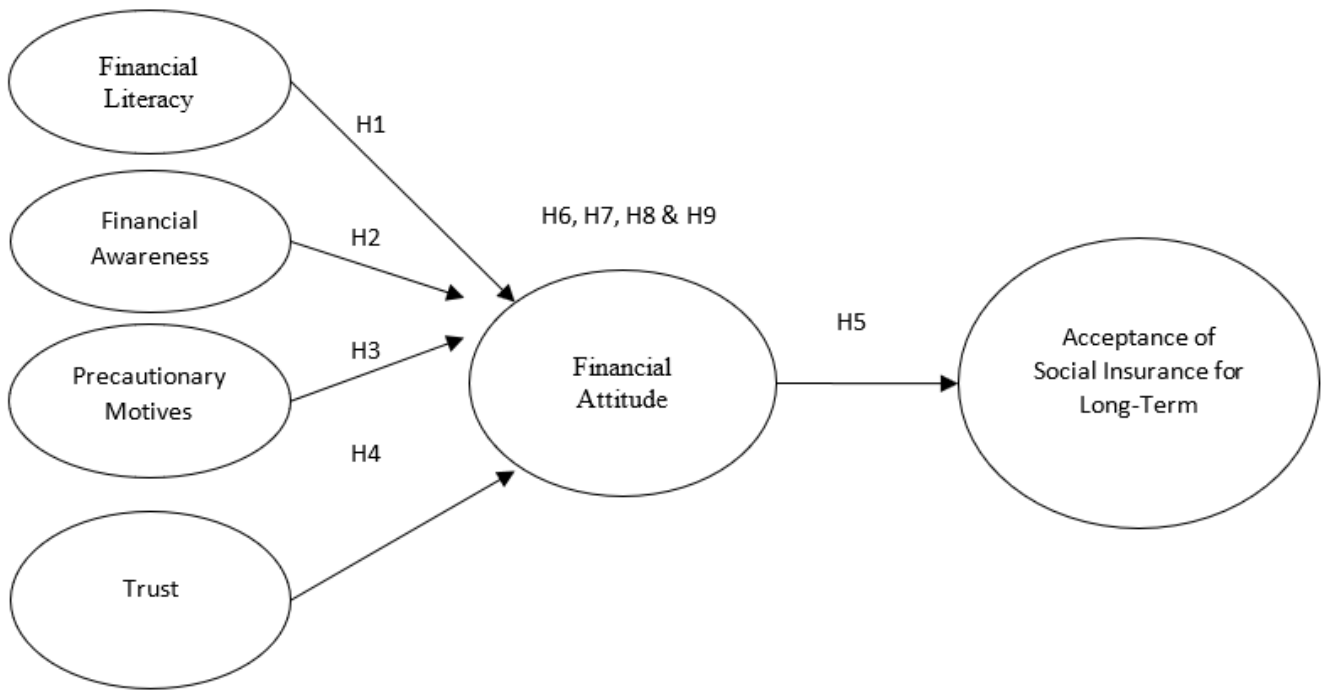 Financial
Literacy
H1
Financial
Awareness
H2
H6, H7, H8 & H9
Precautionary
Motives
H3
H4
Trust
Financial
Attitude
H5
Acceptance of
Social Insurance for
Long-Term